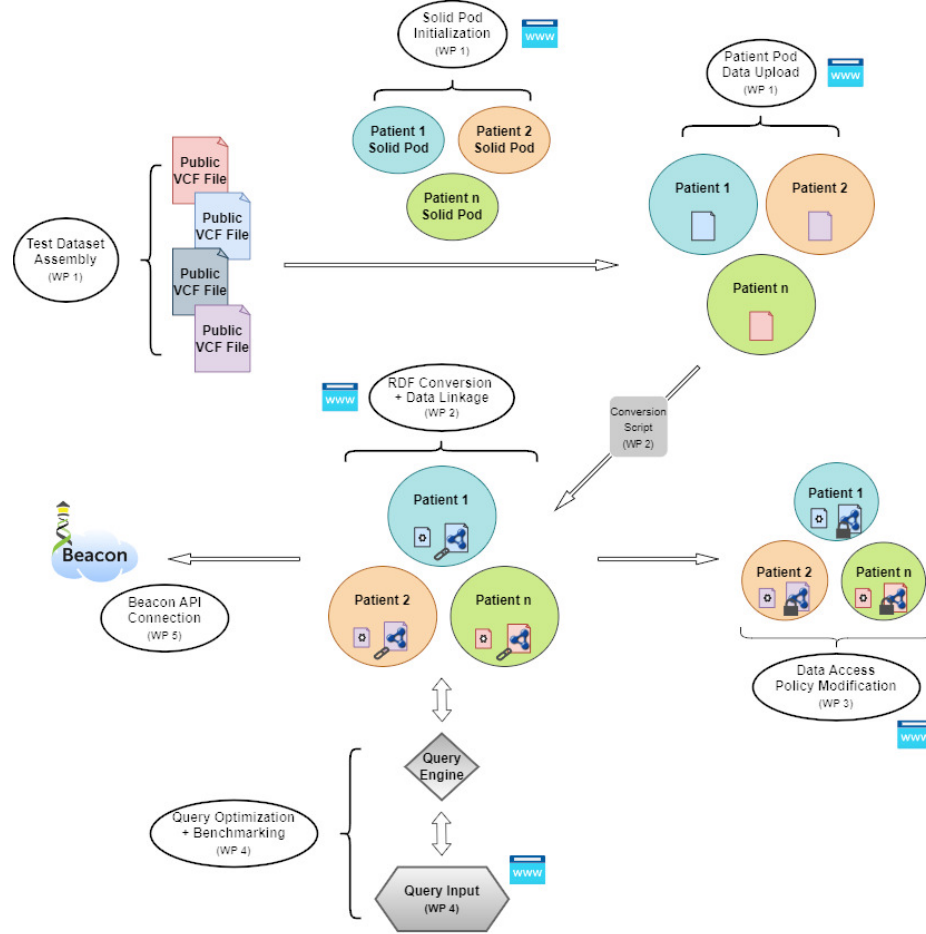 Solid Pod
Initialization
(WP 1)
www
Patient Pod
Data Upload
(WP 1)
www
Patient 1
Solid Pod
Patient 2
Solid Pod
Patient n
Solid Pod
Public
VCF File
Public
VCF File
Public
VCF File
Public
VCF File
Test Dataset
Assembly
(WP 1)
Patient 1
Patient 2
Patient n
www
RDF Conversion
+ Data Linkage
(WP 2)
Conversion
Script
(WP 2)
Patient 1
Patient 2
Patient n
Beacon
Beacon API
Connection
(WP 5)
Patient 1
Patient 2
Patient n
Data Access
Policy Modification
(WP 3)
www
Query
Engine
Query Optimization
+ Benchmarking
(WP 4)
Query Input
(WP 4)
www